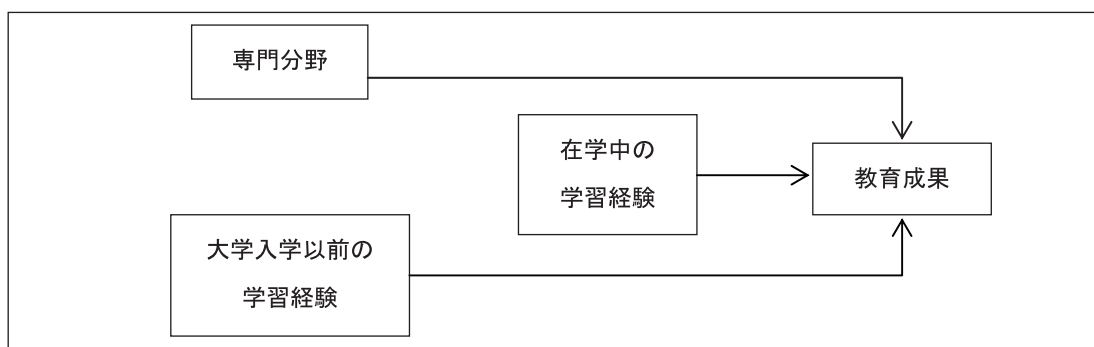 専門分野
在学中の
学習経験
教育成果
大学入学以前の
学習経験